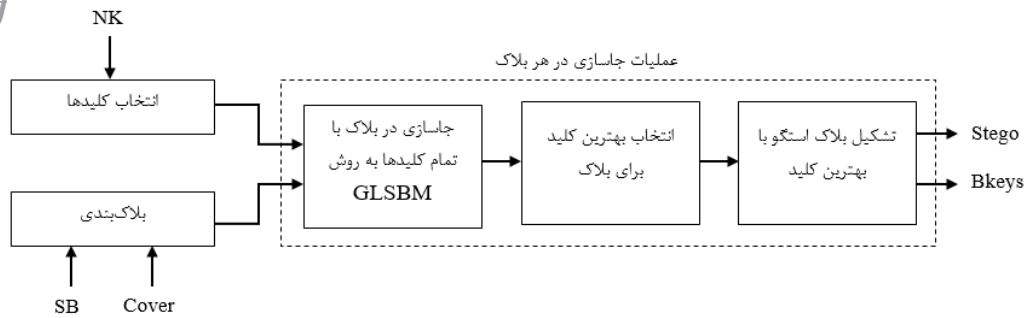 NK
عملیات جاسازی در هر بلاک
انتخاب کلیدها
جاسازی در بلاک با
تمام کلیدها به روش
GLSBM
انتخاب بهترین کلید
برای بلاک
تشکیل بلاک استگو با
بهترین کلید
Stego
Bkeys
بلاک‌بندی
SB
Cover